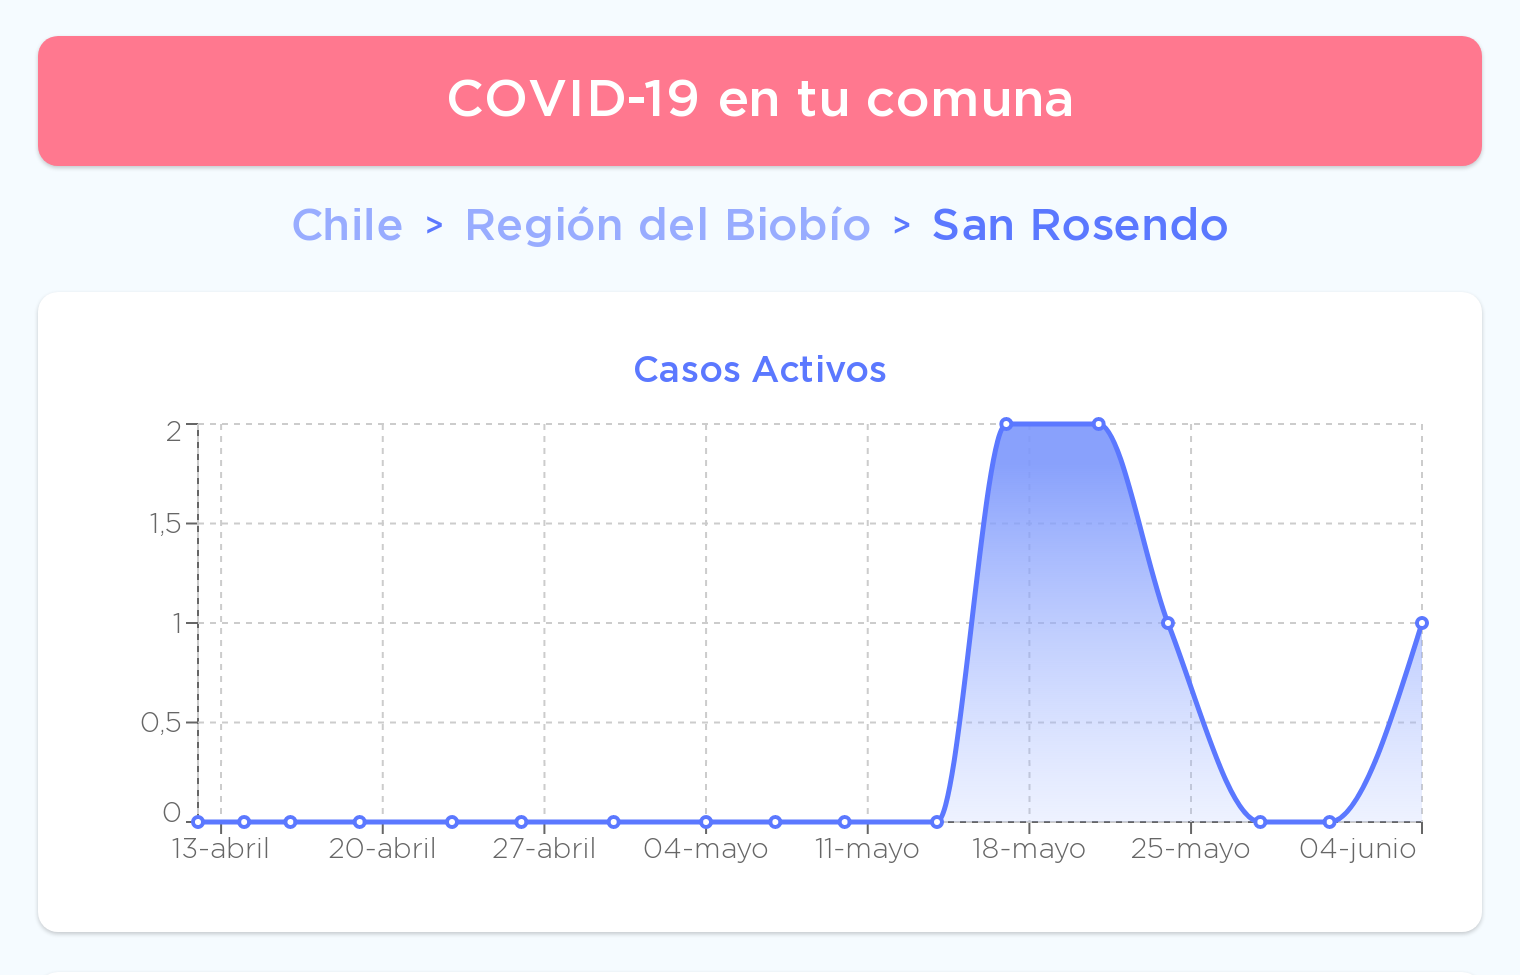 COVID-19 en tu comuna
Chile > Región del Biobío > San Rosendo
Casos Activos
2
1,5
1
0,5
0
13-abril 20-abril 27-abril 04-mayo 11-mayo 18-mayo 25-mayo 04-junio